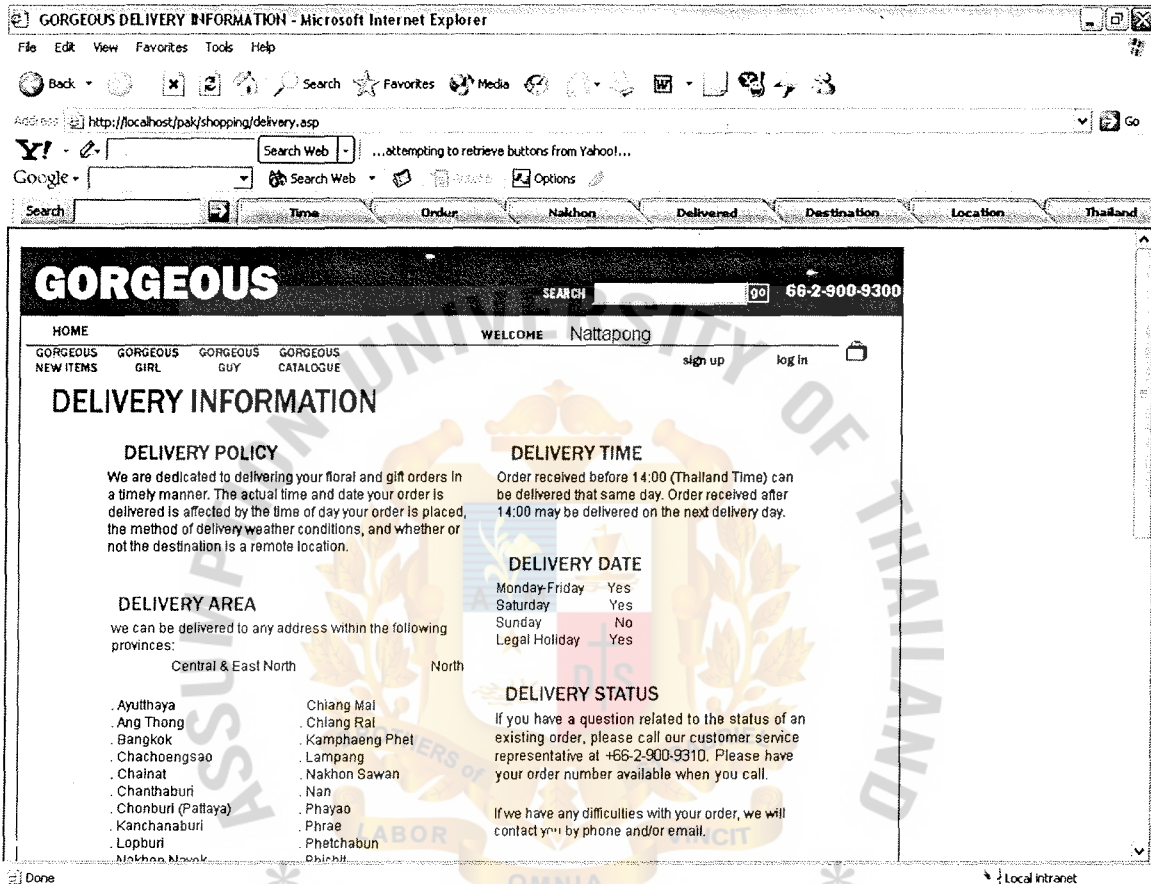 GORGEOUS DELIVERY INFORMATION - Microsoft Internet Explorer
File Edit View Favorites Tools Help
Back Search Favorites Media
Address http://localhost/pak/shopping/delivery.asp Go
Y! Search Web ...attempting to retrieve buttons from Yahoo!...
Google Search Web Options
Search Time Order Nakhon Delivered Destination Location Thailand
GORGEOUS
SEARCH go 66-2-900-9300
HOME WELCOME Nattapong
GORGEOUS NEW ITEMS
GORGEOUS GIRL
GORGEOUS GUY
GORGEOUS CATALOGUE
sign up log in
DELIVERY INFORMATION
DELIVERY POLICY
We are dedicated to delivering your floral and gift orders in
a timely manner. The actual time and date your order is
delivered is affected by the time of day your order is placed,
the method of delivery weather conditions, and whether or
not the destination is a remote location.
DELIVERY AREA
we can be delivered to any address within the following
provinces:
Central & East North North
. Ayutthaya Chiang Mai
. Ang Thong . Chiang Rai
. Bangkok . Kamphaeng Phet
. Chachoengsao . Lampang
. Chainat . Nakhon Sawan
. Chanthaburi . Nan
. Chonburi (Pattaya) . Phayao
. Kanchanaburi . Phrae
. Lopburi . Phetchabun
. Nakhon Nayok . Phichit
DELIVERY TIME
Order received before 14:00 (Thailand Time) can
be delivered that same day. Order received after
14:00 may be delivered on the next delivery day.
DELIVERY DATE
Monday-Friday Yes
Saturday Yes
Sunday No
Legal Holiday Yes
DELIVERY STATUS
If you have a question related to the status of an
existing order, please call our customer service
representative at +66-2-900-9310. Please have
your order number available when you call.
If we have any difficulties with your order, we will
contact you by phone and/or email.
Done Local intranet
ASSUMPTION UNIVERSITY OF THAILAND
BROTHERS OF
LABOR
OMNIA
VINCIT